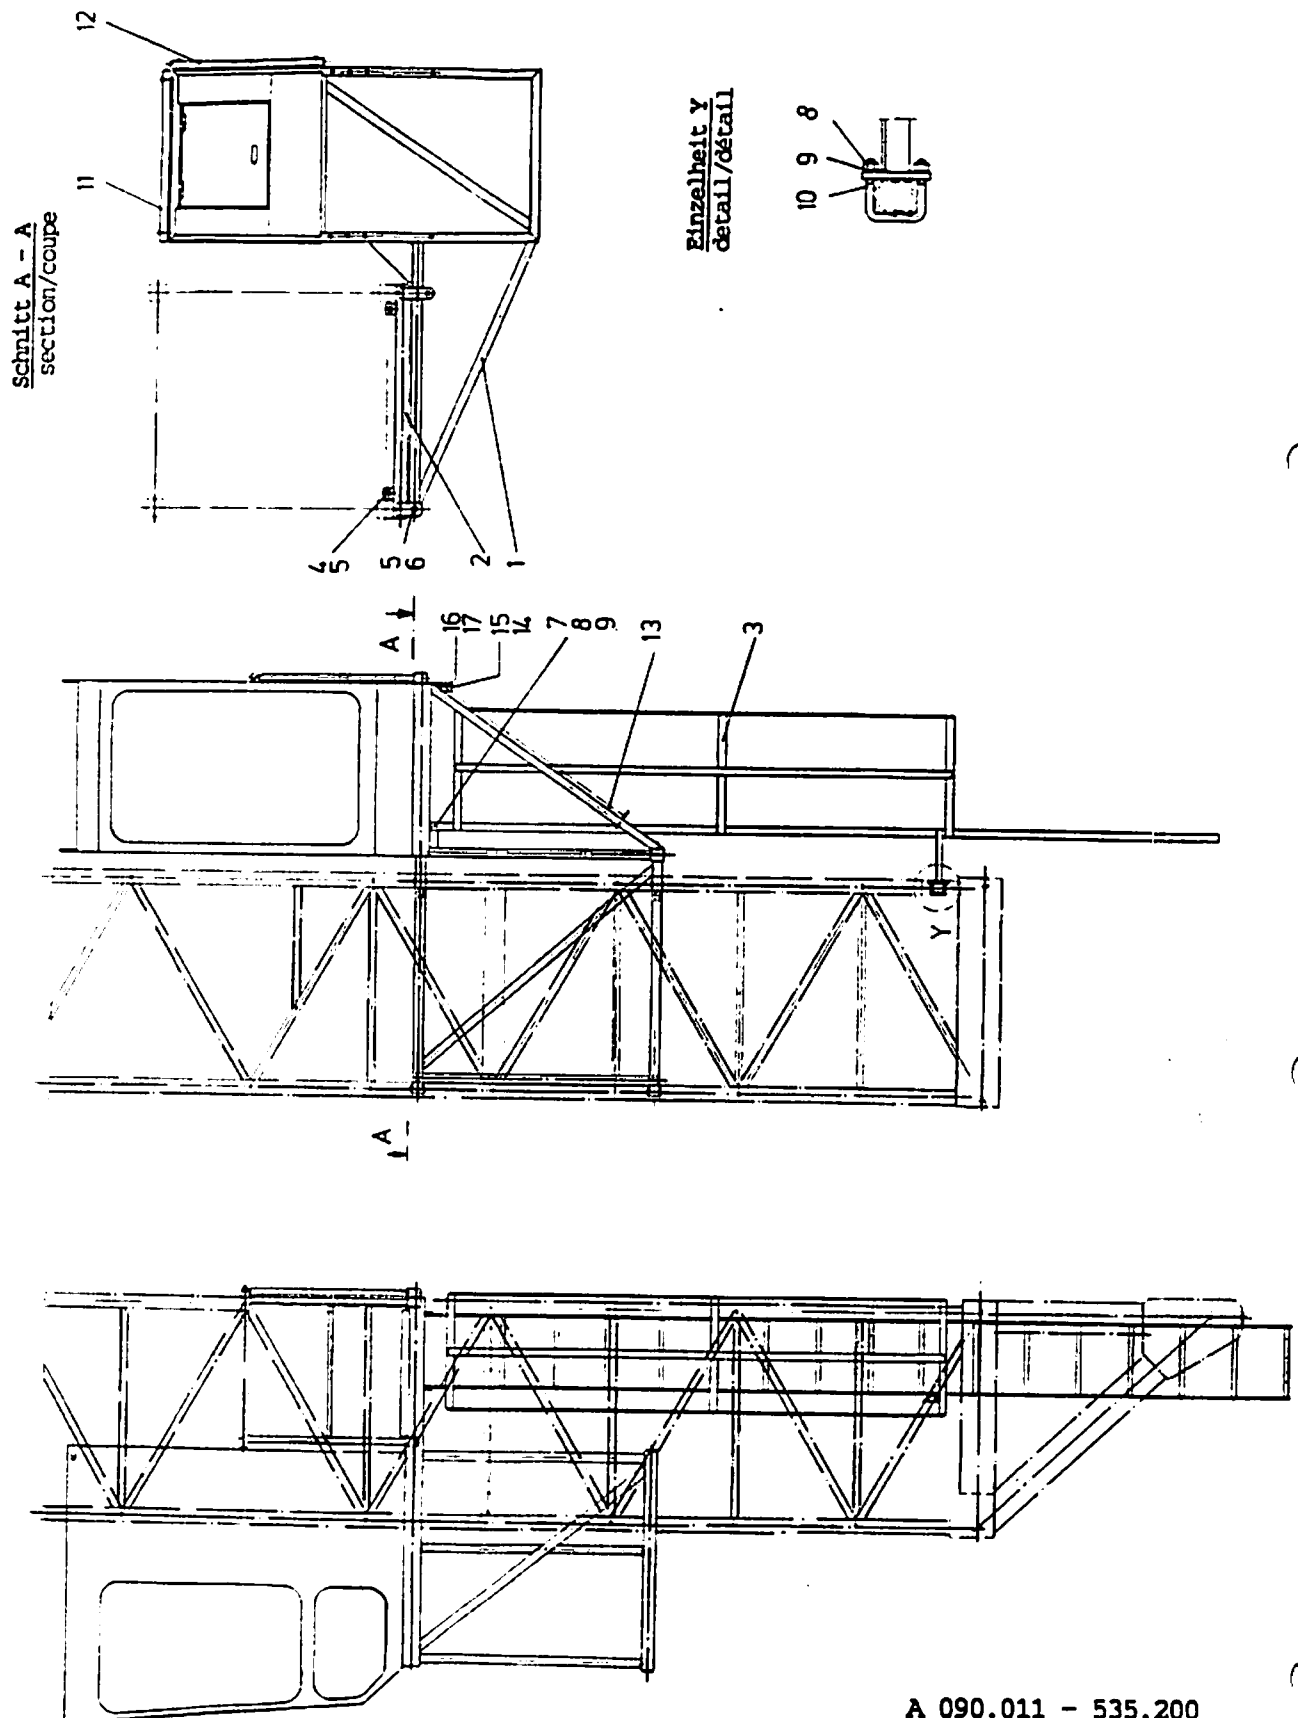 Schnitt A - A
section/coupe
11
12
4
5
5
6
2
1
Einzelheit Y
detail/détail
10
9
8
A
A
16
17
15
14
7
8
9
13
3
Y
A 090.011 - 535.200